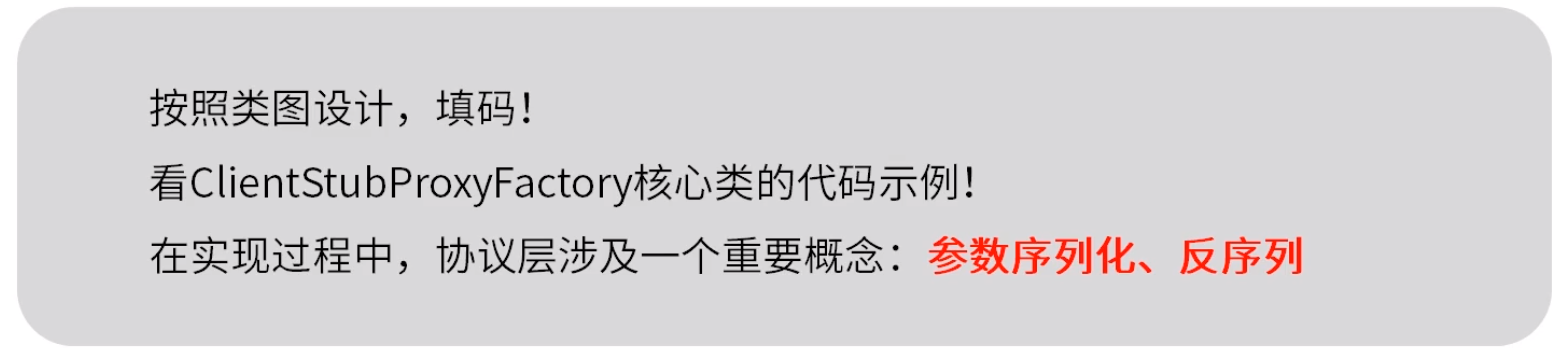 按照类图设计，填码！
看ClientStubProxyFactory核心类的代码示例！
在实现过程中，协议层涉及一个重要概念：参数序列化、反序列